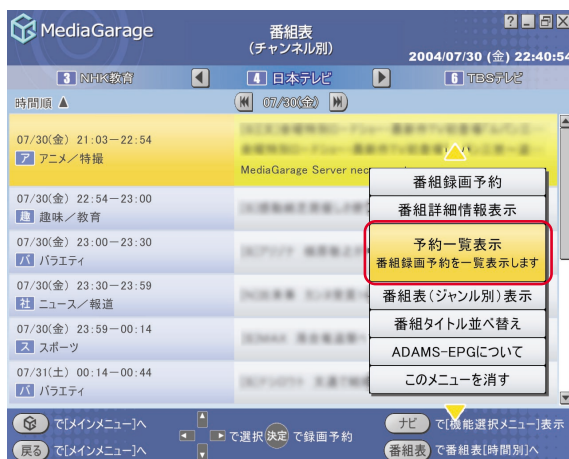 MediaGarage
番組表
(チャンネル別)
2004/07/30 (金) 22:40:54
3 NHK教育
4 日本テレビ
6 TBSテレビ
時間順 ▲
07/30(金)
07/30(金) 21:03－22:54
ア アニメ／特撮
MediaGarage Server
07/30(金) 22:54－23:00
趣 趣味／教育
07/30(金) 23:00－23:30
バ バラエティ
07/30(金) 23:30－23:59
社 ニュース／報道
07/30(金) 23:59－00:14
ス スポーツ
07/31(土) 00:14－00:44
バ バラエティ
番組録画予約
番組詳細情報表示
予約一覧表示
番組録画予約を一覧表示します
番組表(ジャンル別)表示
番組タイトル並べ替え
ADAMS-EPGについて
このメニューを消す
で[メインメニュー]へ
戻る で[メインメニュー]へ
で選択 決定 で録画予約
ナビ で[機能選択メニュー]表示
番組表 で番組表[時間別]へ